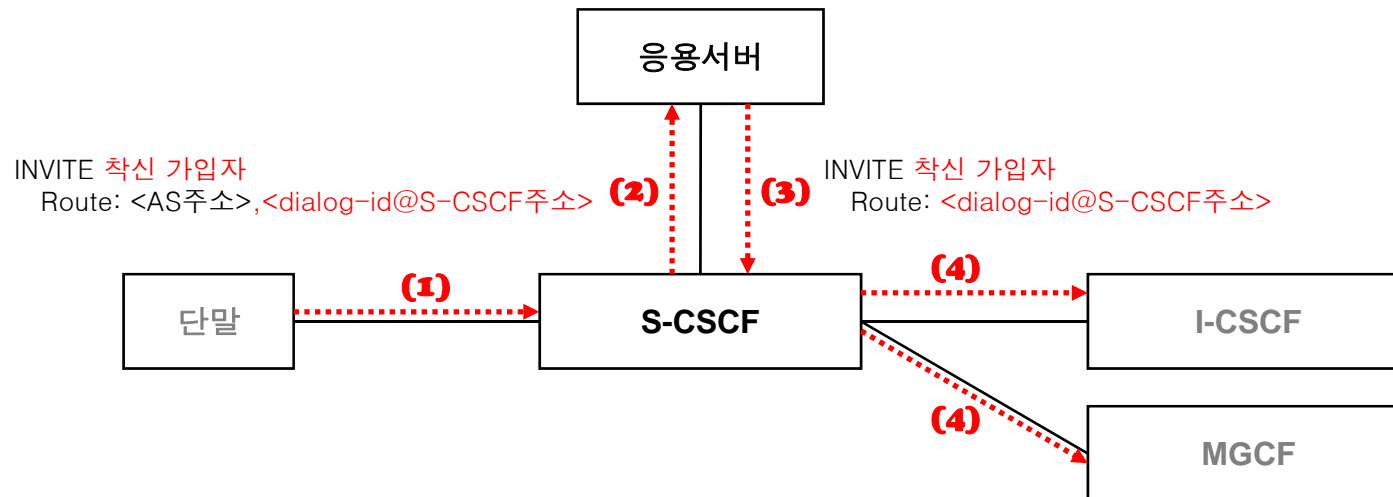 응용서버
INVITE 착신 가입자
Route: <AS주소>,<dialog-id@S-CSCF주소>
(2)
(3)
INVITE 착신 가입자
Route: <dialog-id@S-CSCF주소>
단말
(1)
S-CSCF
(4)
I-CSCF
(4)
MGCF